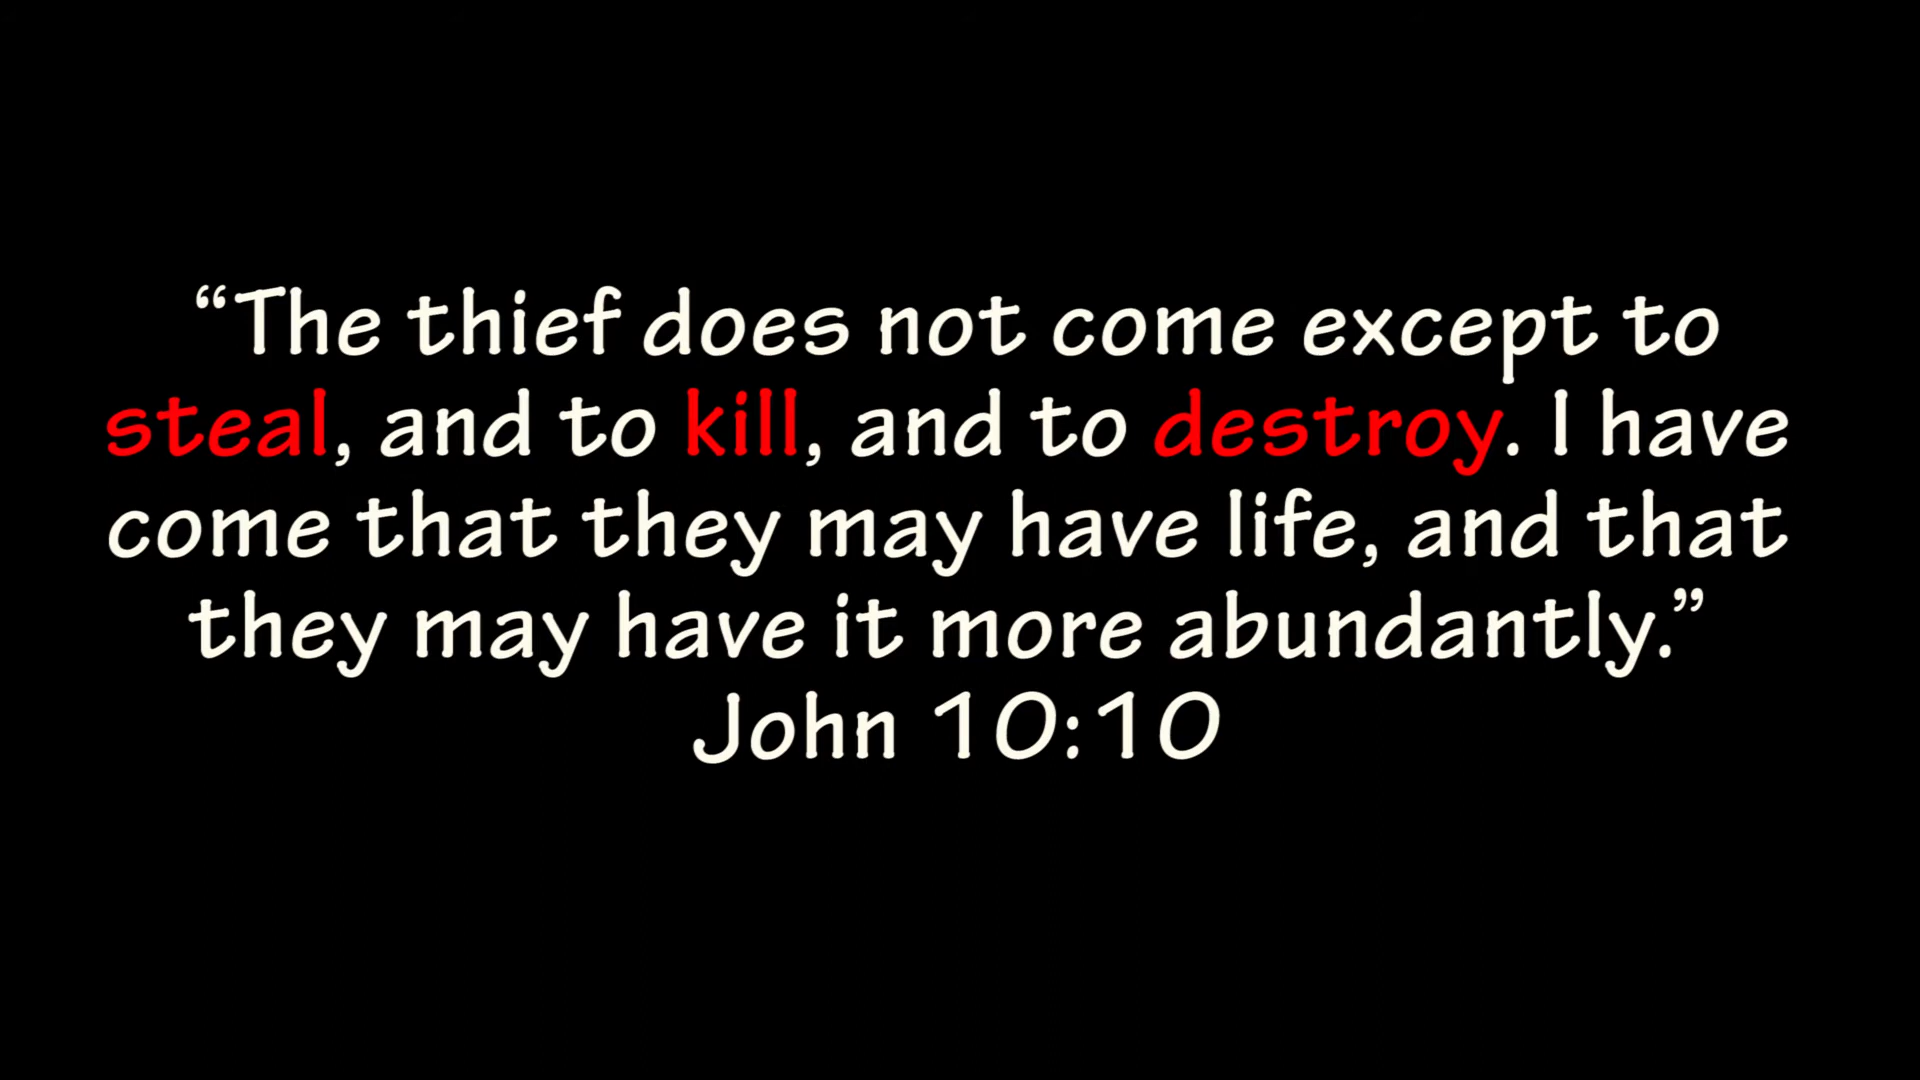 “The thief does not come except to
steal, and to kill, and to destroy. I have
come that they may have life, and that
they may have it more abundantly.”
John 10:10